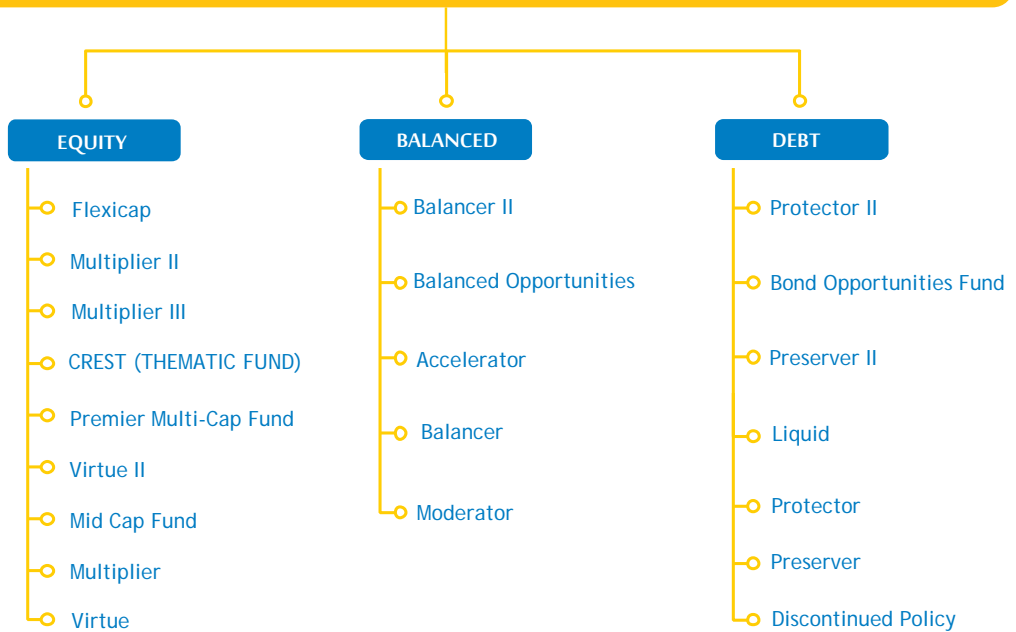 EQUITY
Flexicap
Multiplier II
Multiplier III
CREST (THEMATIC FUND)
Premier Multi-Cap Fund
Virtue II
Mid Cap Fund
Multiplier
Virtue
BALANCED
Balancer II
Balanced Opportunities
Accelerator
Balancer
Moderator
DEBT
Protector II
Bond Opportunities Fund
Preserver II
Liquid
Protector
Preserver
Discontinued Policy